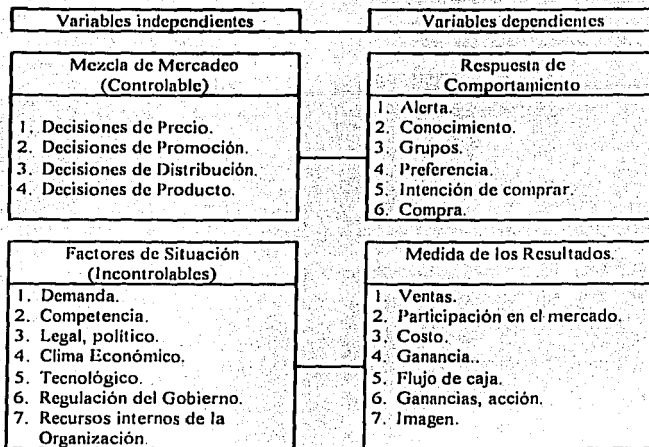 Variables independientes
Variables dependientes
Mezcla de Mercadeo
(Controlable)
1. Decisiones de Precio.
2. Decisiones de Promoción.
3. Decisiones de Distribución.
4. Decisiones de Producto.
Respuesta de
Comportamiento
1. Alerta.
2. Conocimiento.
3. Grupos.
4. Preferencia.
5. Intención de comprar.
6. Compra.
Factores de Situación
(Incontrolables)
1. Demanda.
2. Competencia.
3. Legal, político.
4. Clima Económico.
5. Tecnológico.
6. Regulación del Gobierno.
7. Recursos internos de la
Organización.
Medida de los Resultados.
1. Ventas.
2. Participación en el mercado.
3. Costo.
4. Ganancia..
5. Flujo de caja.
6. Ganancias, acción.
7. Imagen.